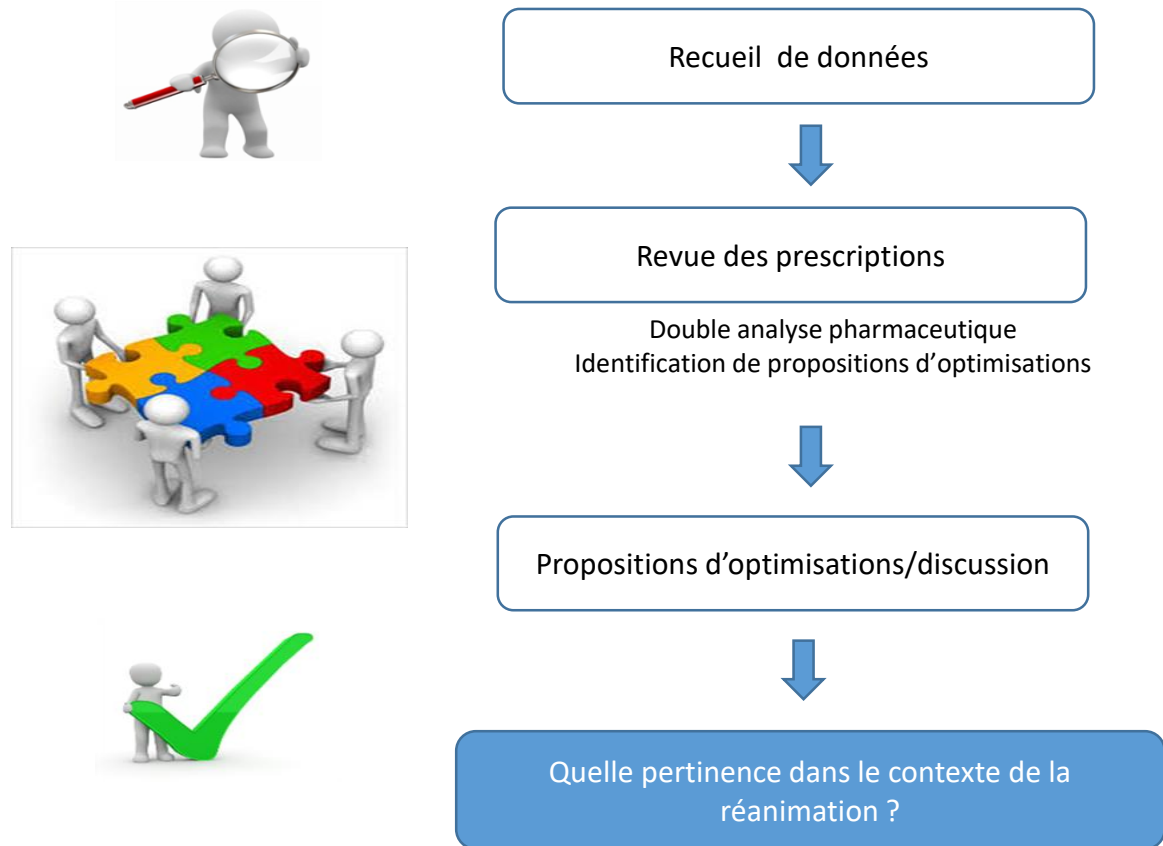 Recueil de données
Revue des prescriptions
Double analyse pharmaceutique
Identification de propositions d'optimisations
Propositions d'optimisations/discussion
Quelle pertinence dans le contexte de la
réanimation ?